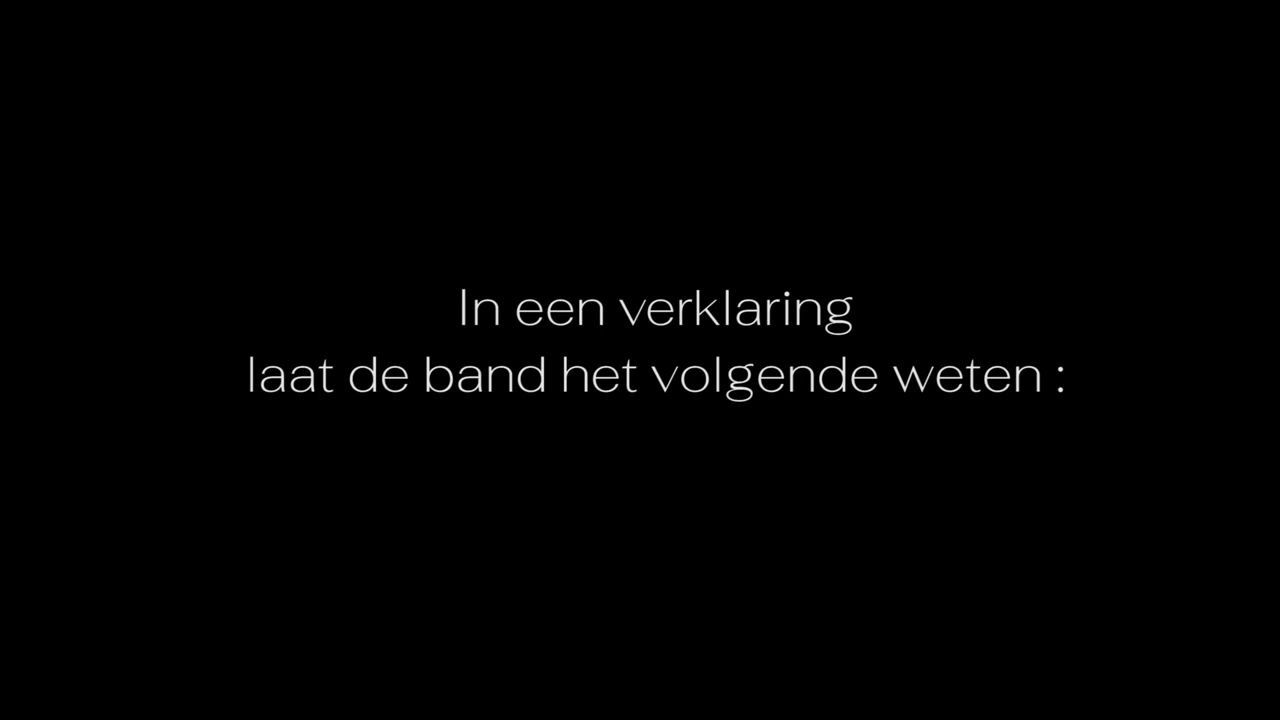 In een verklaring
laat de band het volgende weten :